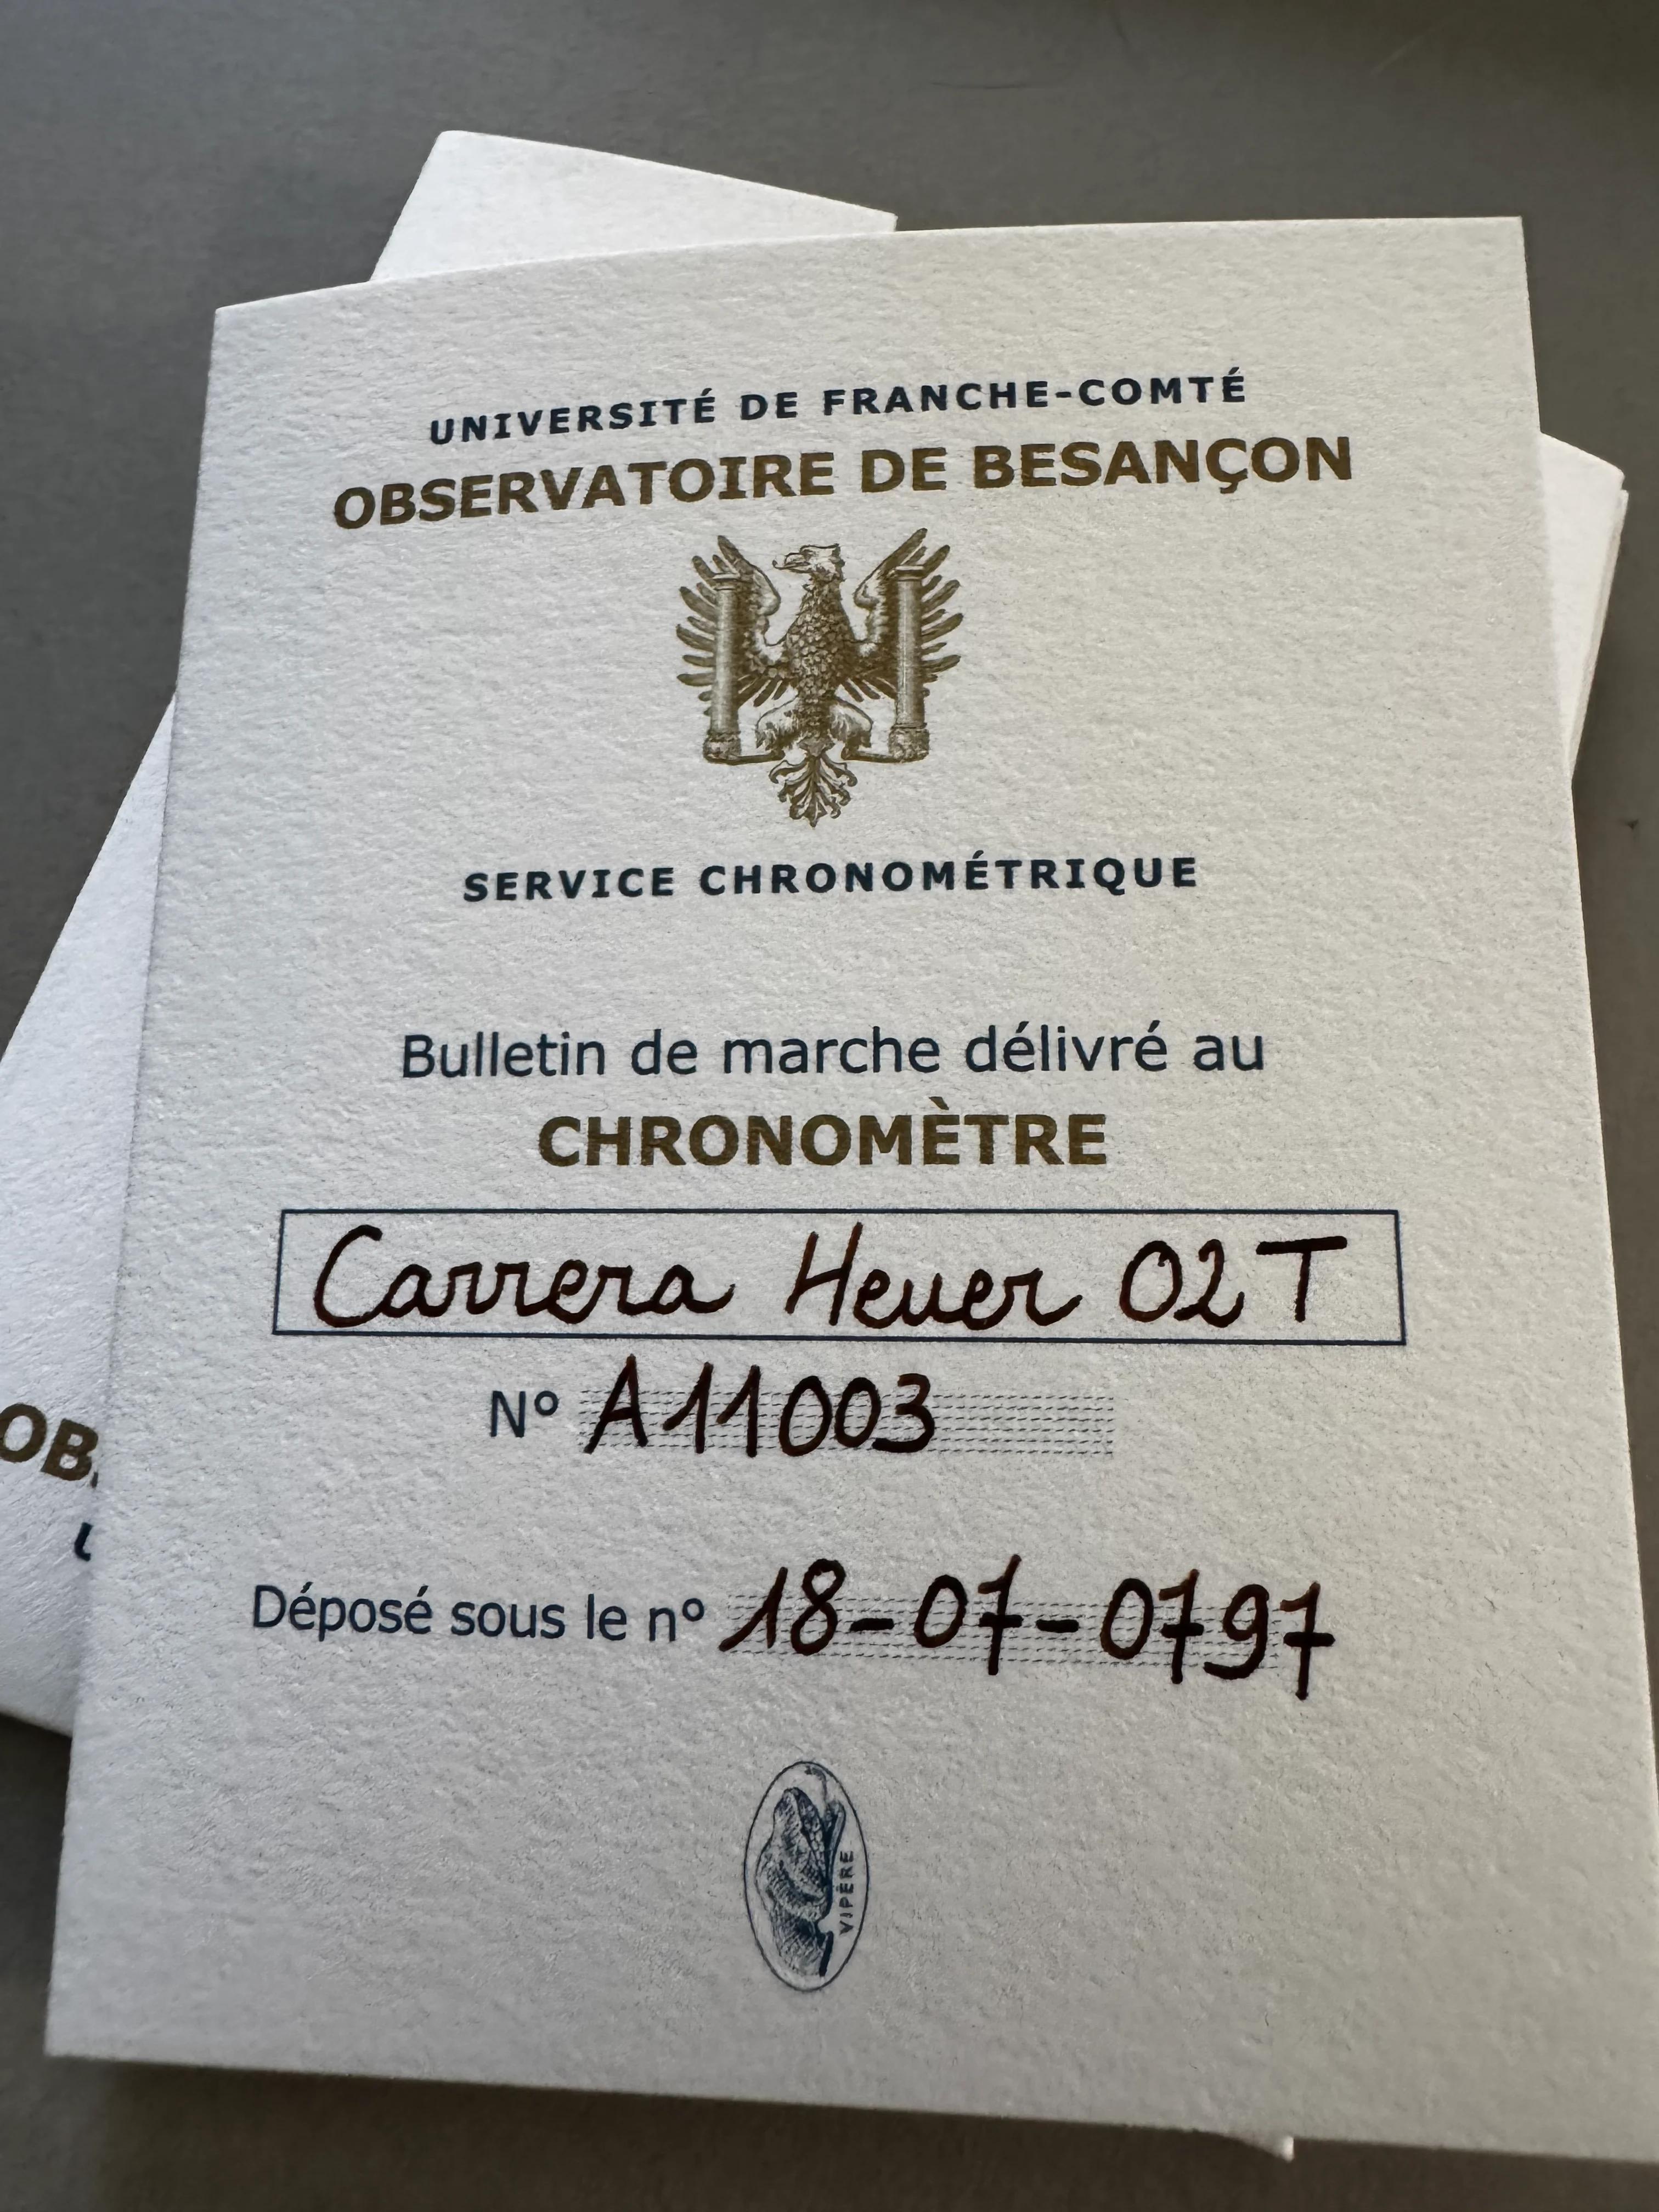 UNIVERSITÉ DE FRANCHE-COMTÉ
OBSERVATOIRE DE BESANÇON
SERVICE CHRONOMÉTRIQUE
Bulletin de marche délivré au
CHRONOMÈTRE
Carrera Heuer 02T
N° A11003
OB
Déposé sous le n° 18-07-0797
VIPÈRE